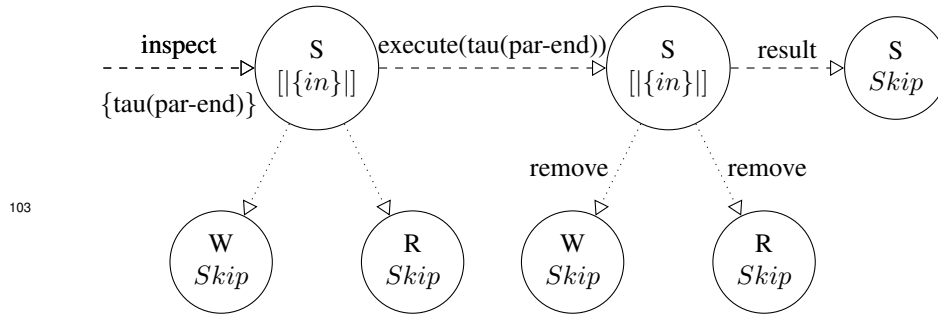 inspect
{tau(par-end)}
S
[|{in}|]
execute(tau(par-end))
S
[|{in}|]
result
S
Skip
remove
remove
103
W
Skip
R
Skip
W
Skip
R
Skip